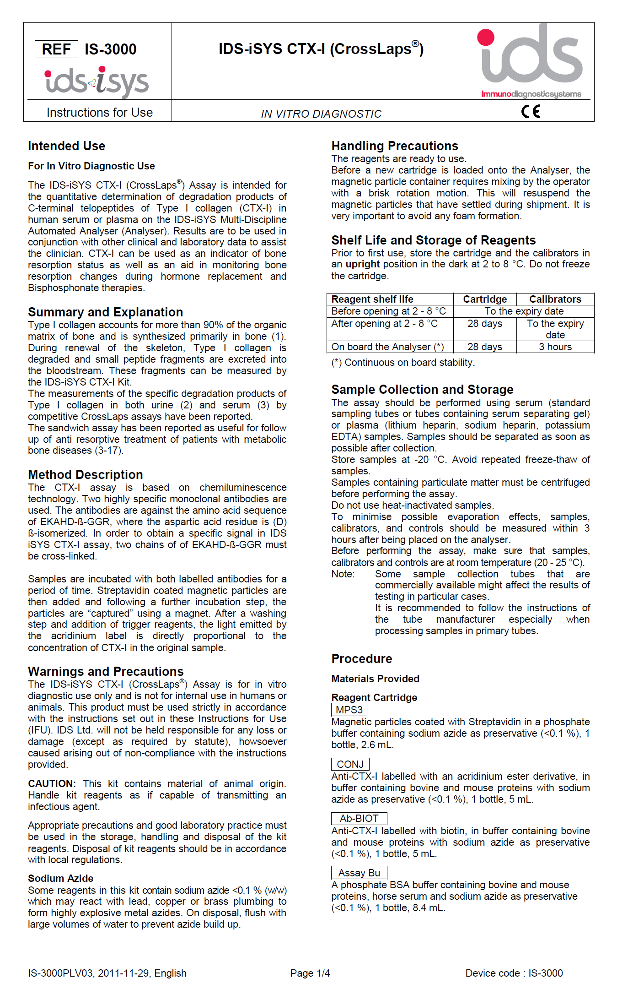 REF IS-3000
ids-isys
IDS-iSYS CTX-I (CrossLaps®)
ids
immunodiagnosticsystems
Instructions for Use
IN VITRO DIAGNOSTIC
CE
Intended Use
For In Vitro Diagnostic Use
The IDS-iSYS CTX-I (CrossLaps®) Assay is intended for
the quantitative determination of degradation products of
C-terminal telopeptides of Type I collagen (CTX-I) in
human serum or plasma on the IDS-iSYS Multi-Discipline
Automated Analyser (Analyser). Results are to be used in
conjunction with other clinical and laboratory data to assist
the clinician. CTX-I can be used as an indicator of bone
resorption status as well as an aid in monitoring bone
resorption changes during hormone replacement and
Bisphosphonate therapies.
Summary and Explanation
Type I collagen accounts for more than 90% of the organic
matrix of bone and is synthesized primarily in bone (1).
During renewal of the skeleton, Type I collagen is
degraded and small peptide fragments are excreted into
the bloodstream. These fragments can be measured by
the IDS-iSYS CTX-I Kit.
The measurements of the specific degradation products of
Type I collagen in both urine (2) and serum (3) by
competitive CrossLaps assays have been reported.
The sandwich assay has been reported as useful for follow
up of anti resorptive treatment of patients with metabolic
bone diseases (3-17).
Method Description
The CTX-I assay is based on chemiluminescence
technology. Two highly specific monoclonal antibodies are
used. The antibodies are against the amino acid sequence
of EKAHD-ß-GGR, where the aspartic acid residue is (D)
ß-isomerized. In order to obtain a specific signal in IDS
iSYS CTX-I assay, two chains of of EKAHD-ß-GGR must
be cross-linked.
Samples are incubated with both labelled antibodies for a
period of time. Streptavidin coated magnetic particles are
then added and following a further incubation step, the
particles are “captured” using a magnet. After a washing
step and addition of trigger reagents, the light emitted by
the acridinium label is directly proportional to the
concentration of CTX-I in the original sample.
Warnings and Precautions
The IDS-iSYS CTX-I (CrossLaps®) Assay is for in vitro
diagnostic use only and is not for internal use in humans or
animals. This product must be used strictly in accordance
with the instructions set out in these Instructions for Use
(IFU). IDS Ltd. will not be held responsible for any loss or
damage (except as required by statute), howsoever
caused arising out of non-compliance with the instructions
provided.
CAUTION: This kit contains material of animal origin.
Handle kit reagents as if capable of transmitting an
infectious agent.
Appropriate precautions and good laboratory practice must
be used in the storage, handling and disposal of the kit
reagents. Disposal of kit reagents should be in accordance
with local regulations.
Sodium Azide
Some reagents in this kit contain sodium azide <0.1 % (w/w)
which may react with lead, copper or brass plumbing to
form highly explosive metal azides. On disposal, flush with
large volumes of water to prevent azide build up.
Handling Precautions
The reagents are ready to use.
Before a new cartridge is loaded onto the Analyser, the
magnetic particle container requires mixing by the operator
with a brisk rotation motion. This will resuspend the
magnetic particles that have settled during shipment. It is
very important to avoid any foam formation.
Shelf Life and Storage of Reagents
Prior to first use, store the cartridge and the calibrators in
an upright position in the dark at 2 to 8 °C. Do not freeze
the cartridge.
Reagent shelf life Cartridge Calibrators
Before opening at 2 - 8 °C To the expiry date
After opening at 2 - 8 °C 28 days To the expiry
date
On board the Analyser (*) 28 days 3 hours
(*) Continuous on board stability.
Sample Collection and Storage
The assay should be performed using serum (standard
sampling tubes or tubes containing serum separating gel)
or plasma (lithium heparin, sodium heparin, potassium
EDTA) samples. Samples should be separated as soon as
possible after collection.
Store samples at -20 °C. Avoid repeated freeze-thaw of
samples.
Samples containing particulate matter must be centrifuged
before performing the assay.
Do not use heat-inactivated samples.
To minimise possible evaporation effects, samples,
calibrators, and controls should be measured within 3
hours after being placed on the analyser.
Before performing the assay, make sure that samples,
calibrators and controls are at room temperature (20 - 25 °C).
Note: Some sample collection tubes that are
commercially available might affect the results of
testing in particular cases.
It is recommended to follow the instructions of
the tube manufacturer especially when
processing samples in primary tubes.
Procedure
Materials Provided
Reagent Cartridge
MPS3
Magnetic particles coated with Streptavidin in a phosphate
buffer containing sodium azide as preservative (<0.1 %), 1
bottle, 2.6 mL.
CONJ
Anti-CTX-I labelled with an acridinium ester derivative, in
buffer containing bovine and mouse proteins with sodium
azide as preservative (<0.1 %), 1 bottle, 5 mL.
Ab-BIOT
Anti-CTX-I labelled with biotin, in buffer containing bovine
and mouse proteins with sodium azide as preservative
(<0.1 %), 1 bottle, 5 mL.
Assay Bu
A phosphate BSA buffer containing bovine and mouse
proteins, horse serum and sodium azide as preservative
(<0.1 %), 1 bottle, 8.4 mL.
IS-3000PLV03, 2011-11-29, English Page 1/4 Device code : IS-3000